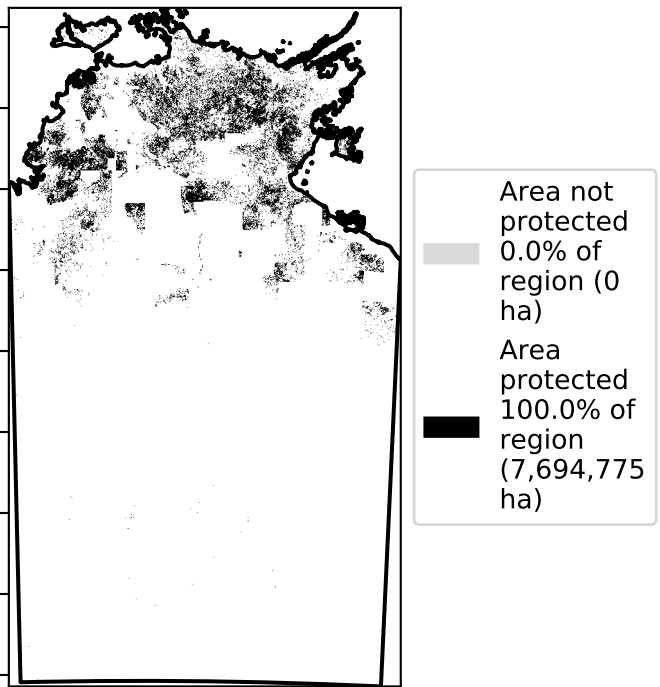 Area not
protected
0.0% of
region (0
ha)
Area
protected
100.0% of
region
(7,694,775
ha)